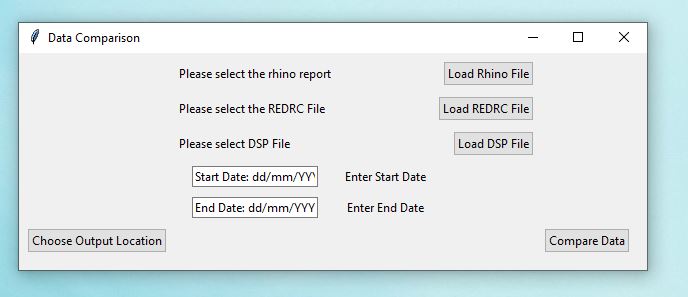 Data Comparison
Please select the rhino report Load Rhino File
Please select the REDRC File Load REDRC File
Please select DSP File Load DSP File
Start Date: dd/mm/YYY Enter Start Date
End Date: dd/mm/YYY Enter End Date
Choose Output Location Compare Data